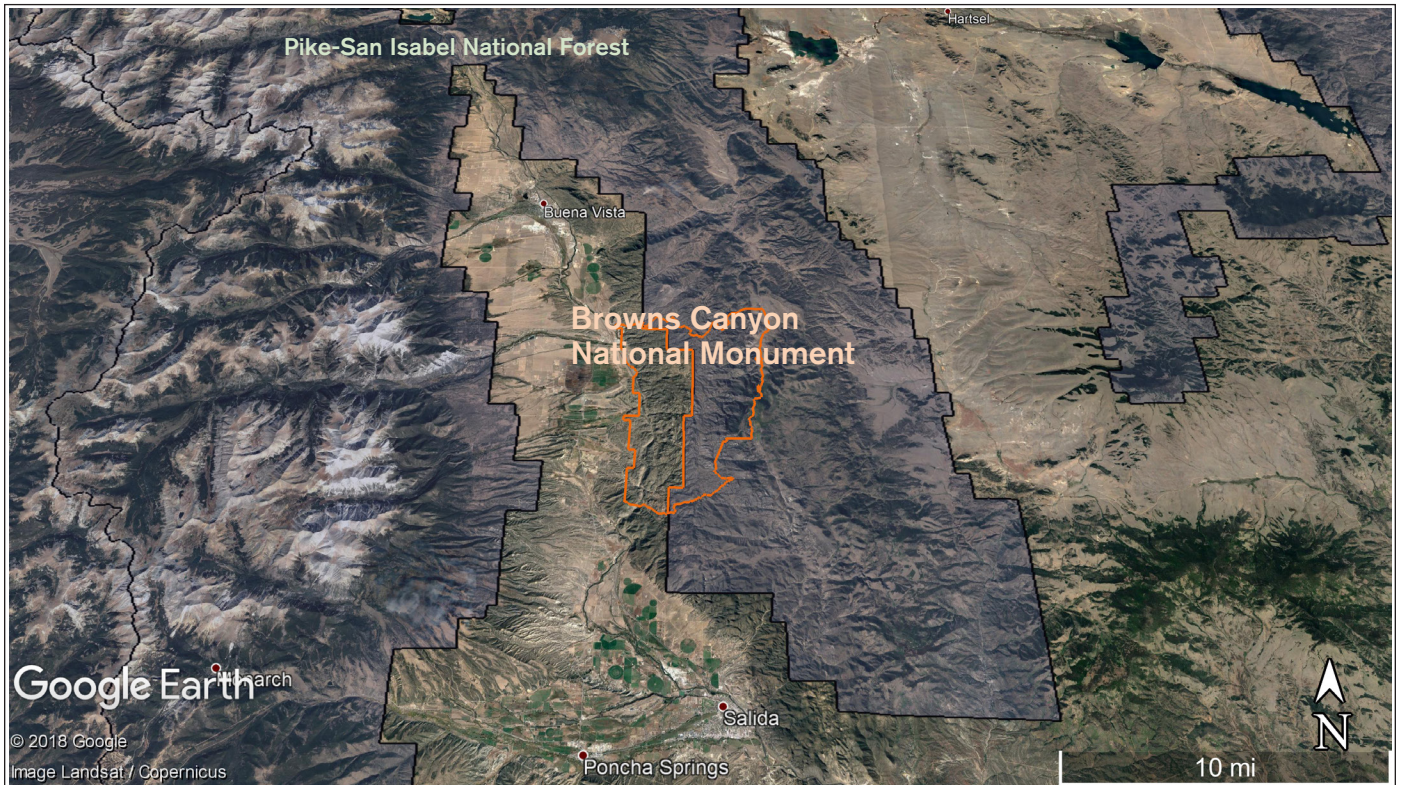 Hartsel
Pike-San Isabel National Forest
Buena Vista
Browns Canyon
National Monument
Monarch
Google Earth
Salida
© 2018 Google
N
Poncha Springs
10 mi
Image Landsat / Copernicus